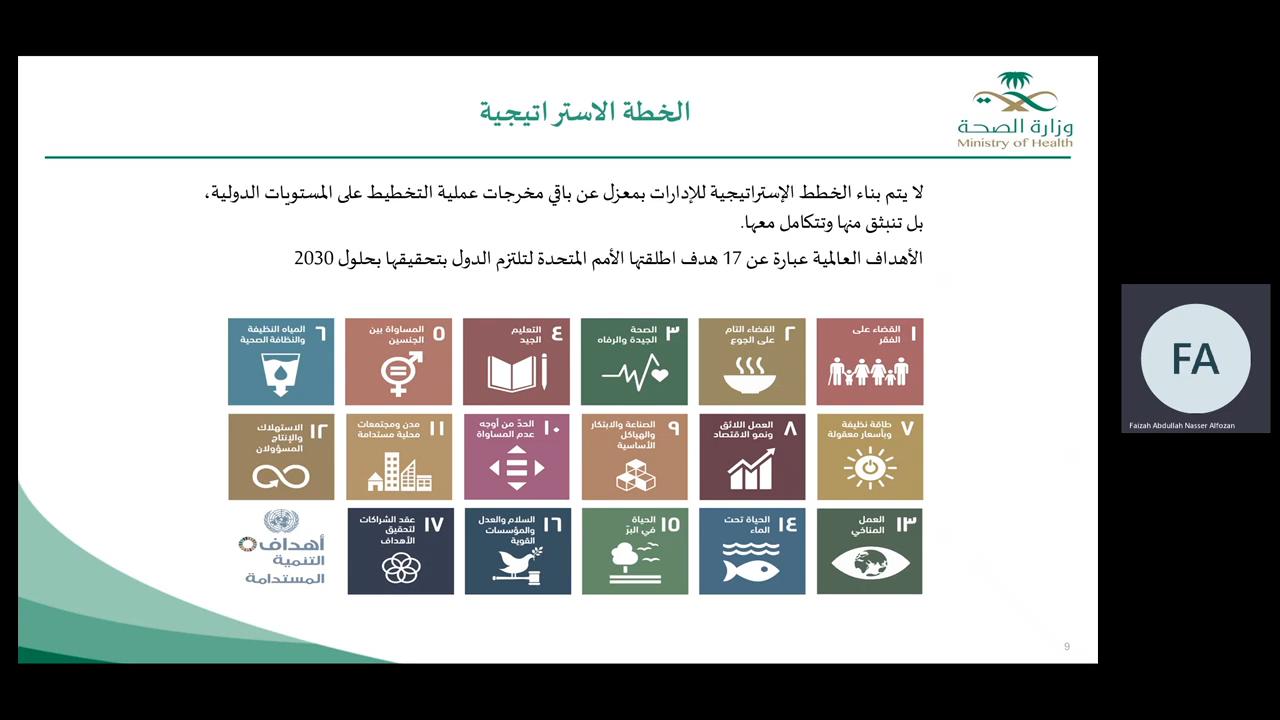 الخطة الاستراتيجية
وزارة الصحة
Ministry of Health
لا يتم بناء الخطط الإستراتيجية للإدارات بمعزل عن باقي مخرجات عملية التخطيط على المستويات الدولية،
بل تنبثق منها وتتكامل معها.
الأهداف العالمية عبارة عن 17 هدف اطلقتها الأمم المتحدة لتلتزم الدول بتحقيقها بحلول 2030
١ القضاء على
الفقر
٢ القضاء التام
على الجوع
٣ الصحة
الجيدة والرفاه
٤ التعليم
الجيد
٥ المساواة بين
الجنسين
٦ المياه النظيفة
والنظافة الصحية
٧ طاقة نظيفة
وبأسعار معقولة
٨ العمل اللائق
ونمو الاقتصاد
٩ الصناعة والابتكار
والهياكل
الأساسية
١٠ الحدّ من أوجه
عدم المساواة
١١ مدن ومجتمعات
محلية مستدامة
١٢ الاستهلاك
والإنتاج
المسؤولان
١٣ العمل
المناخي
١٤ الحياة تحت
الماء
١٥ الحياة
في البرّ
١٦ السلام والعدل
والمؤسسات
القوية
١٧ عقد الشراكات
لتحقيق
الأهداف
أهداف
التنمية
المستدامة
9
FA
Faizah Abdullah Nasser Alfozan